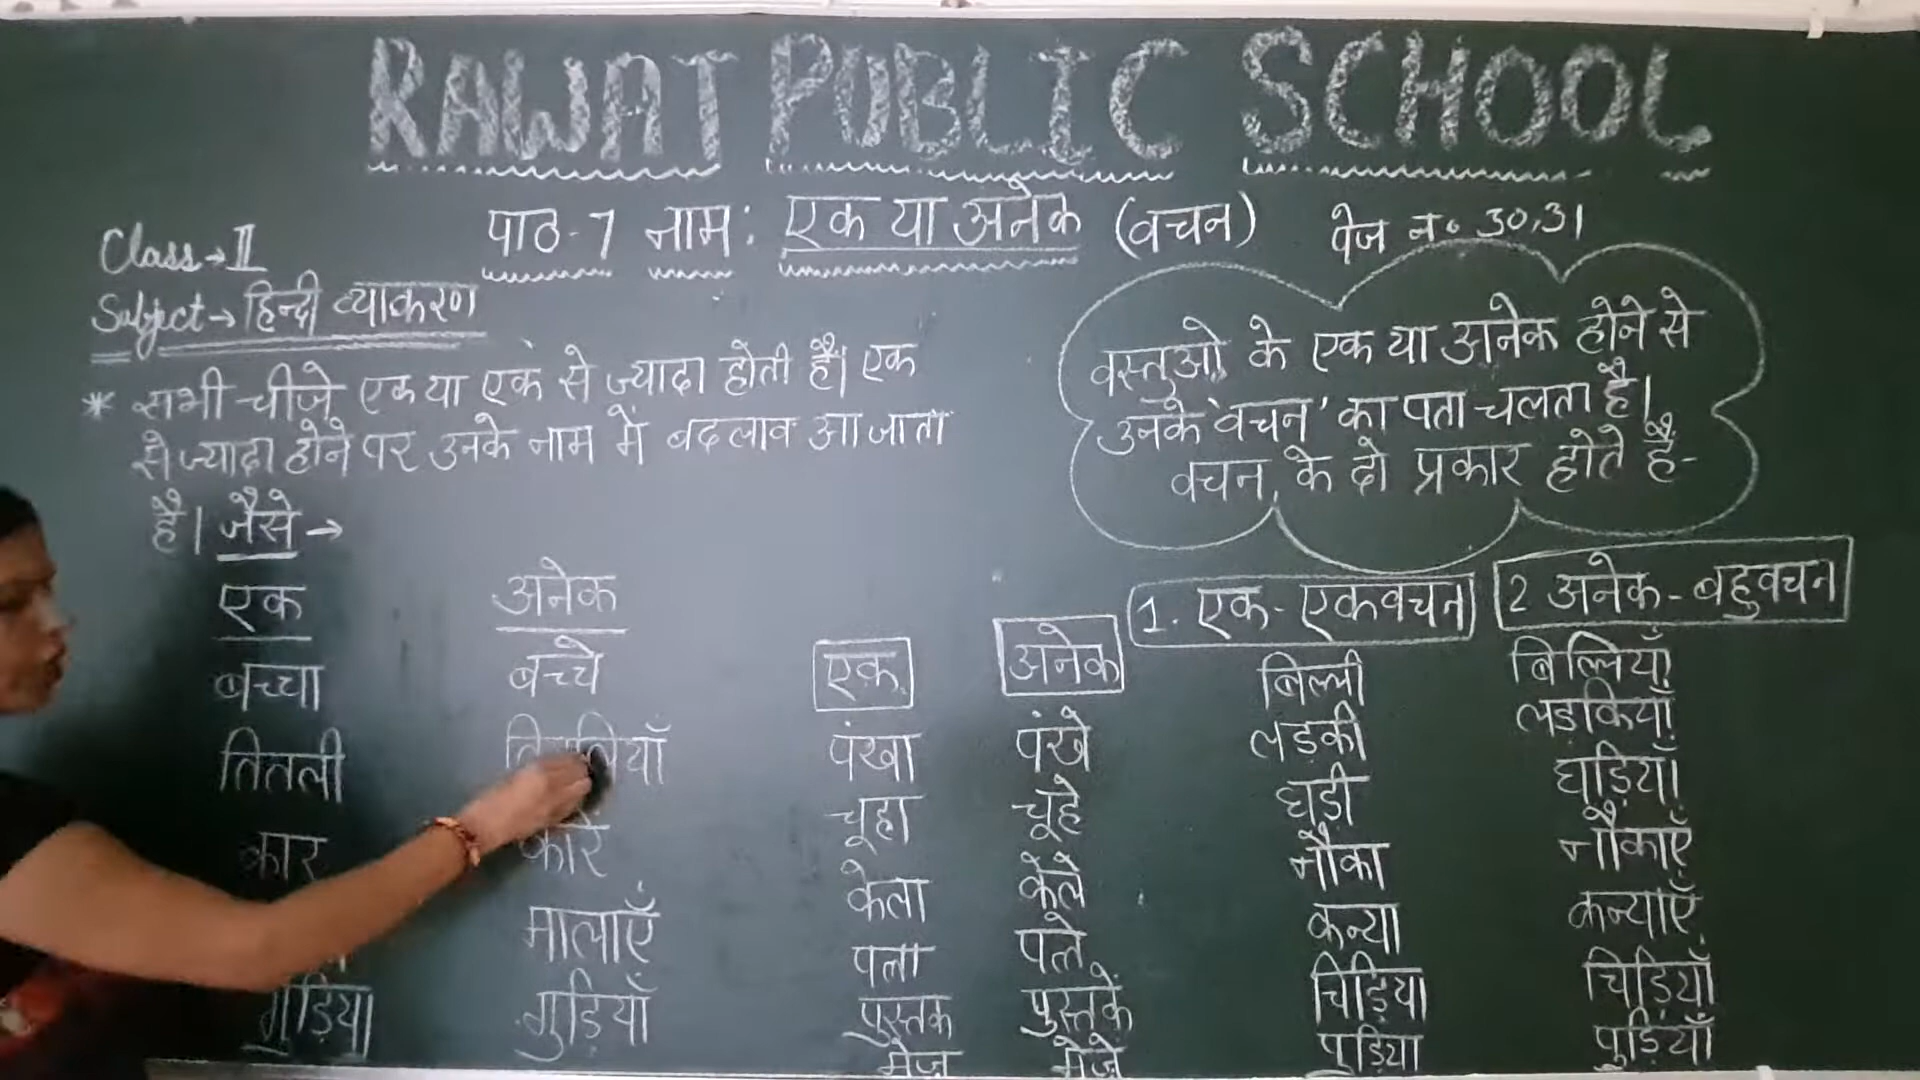 RAWAT PUBLIC SCHOOL
पाठ-7 नाम: एक या अनेक (वचन) पेज न० 30,31
Class→II
Subject→हिन्दी व्याकरण
* सभी चीज़ें एक या एक से ज्यादा होती है। एक
से ज्यादा होने पर उनके नाम में बदलाव आ जाता
है। जैसे →
एक अनेक
बच्चा बच्चे
तितली
कार कारें
मालाएँ
गुड़िया गुड़ियाँ
एक अनेक
पंखा पंखे
चूहा चूहे
केला केले
पत्ता पत्ते
पुस्तक पुस्तकें
मेज मेजें
वस्तुओं के एक या अनेक होने से
उनके 'वचन' का पता चलता है।
वचन के दो प्रकार होते हैं-
1. एक-एकवचन 2 अनेक-बहुवचन
बिल्ली बिल्लियाँ
लड़की लड़कियाँ
घड़ी घड़ियाँ
नौका नौकाएँ
कन्या कन्याएँ
चिड़िया चिड़ियाँ
पुड़िया पुड़ियाँ